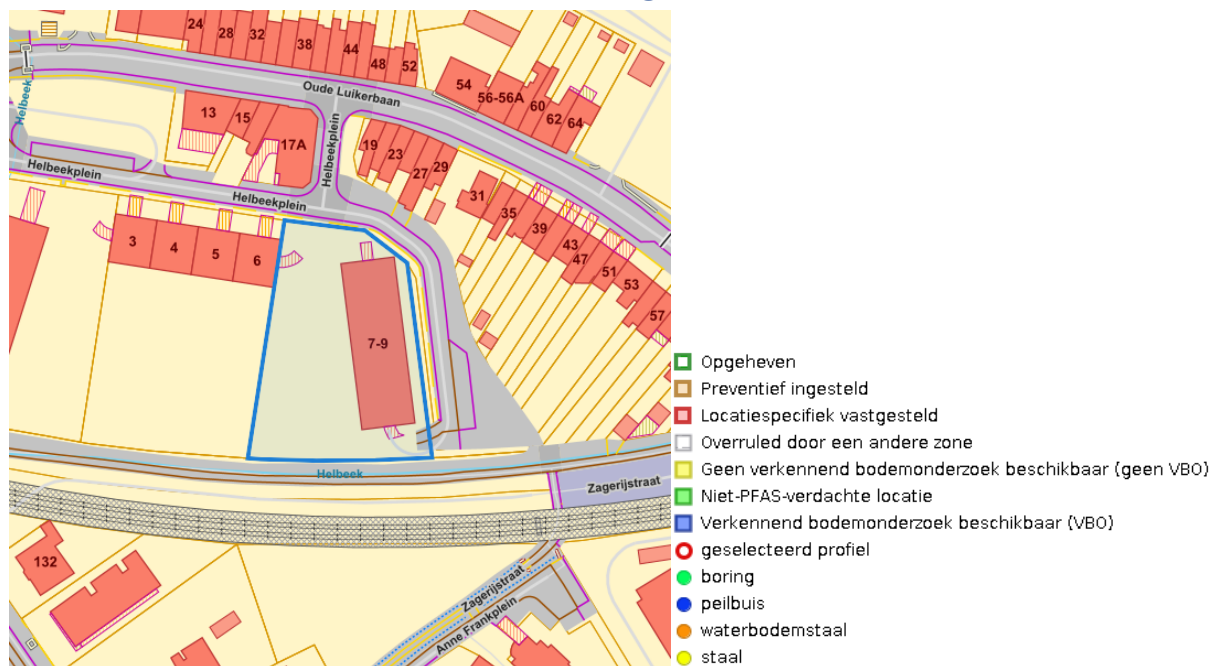 24
28
32
38
44
48
52
54
56-56A
60
62
64
Oude Luikerbaan
Helbeek
13
15
17A
Helbeekplein
19
23
27
29
31
35
39
43
47
51
53
57
Helbeekplein
Helbeekplein
3
4
5
6
7-9
Helbeek
Zagerijstraat
132
Zagerijstraat
Anne Frankplein
Opgeheven
Preventief ingesteld
Locatiespecifiek vastgesteld
Overruled door een andere zone
Geen verkennend bodemonderzoek beschikbaar (geen VBO)
Niet-PFAS-verdachte locatie
Verkennend bodemonderzoek beschikbaar (VBO)
geselecteerd profiel
boring
peilbuis
waterbodemstaal
staal